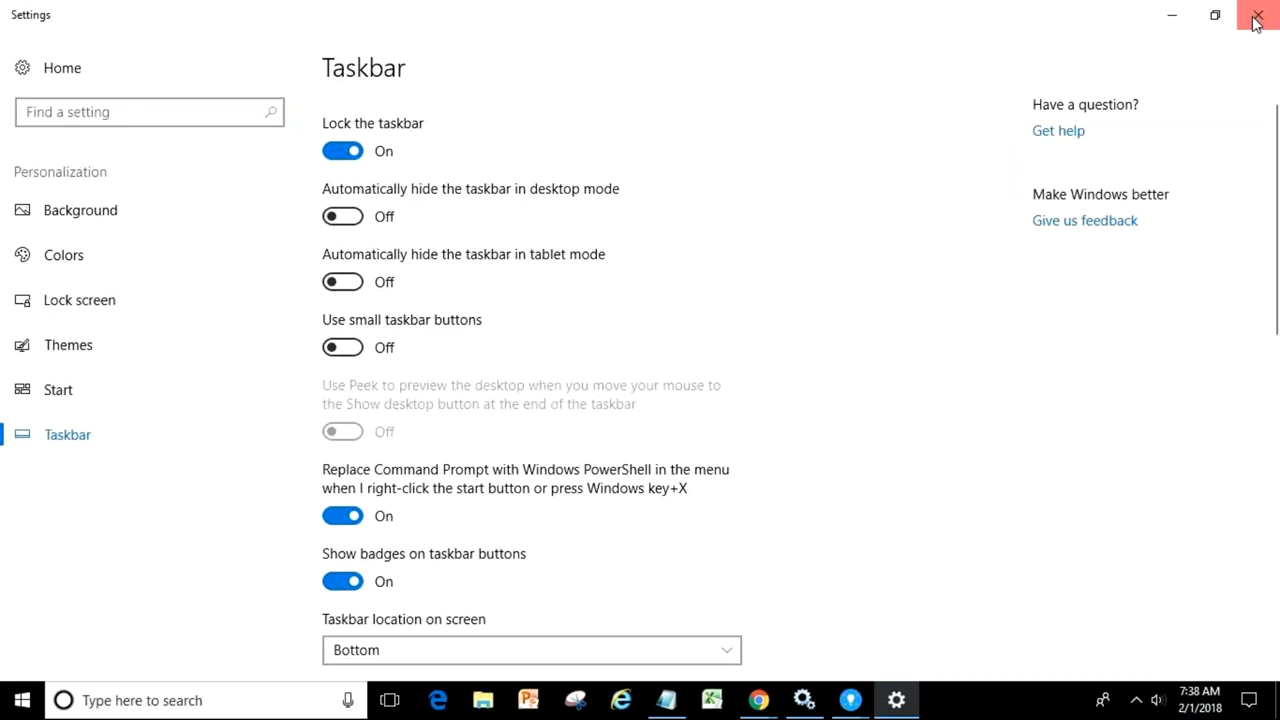 Settings
Home
Find a setting
Personalization
Background
Colors
Lock screen
Themes
Start
Taskbar
Taskbar
Lock the taskbar
On
Automatically hide the taskbar in desktop mode
Off
Automatically hide the taskbar in tablet mode
Off
Use small taskbar buttons
Off
Use Peek to preview the desktop when you move your mouse to
the Show desktop button at the end of the taskbar
Off
Replace Command Prompt with Windows PowerShell in the menu
when I right-click the start button or press Windows key+X
On
Show badges on taskbar buttons
On
Taskbar location on screen
Bottom
Have a question?
Get help
Make Windows better
Give us feedback
Type here to search
7:38 AM
2/1/2018